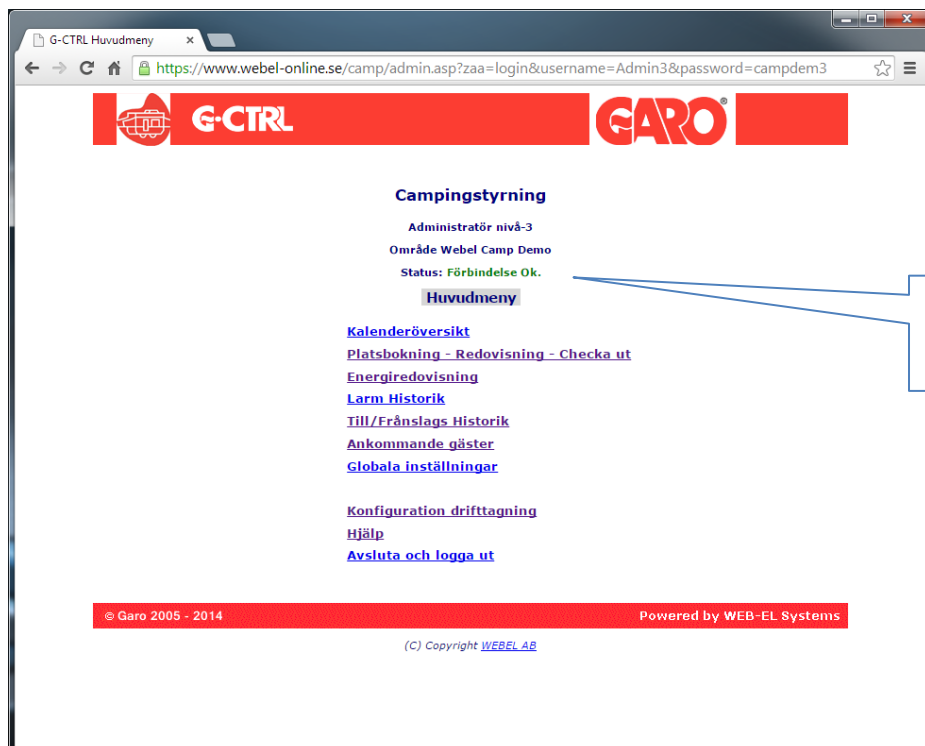 G-CTRL Huvudmeny
https://www.webel-online.se/camp/admin.asp?zaa=login&username=Admin3&password=campdem3
G-CTRL
GARO®
Campingstyrning
Administratör nivå-3
Område Webel Camp Demo
Status: Förbindelse Ok.
Huvudmeny
Kalenderöversikt
Platsbokning - Redovisning - Checka ut
Energiredovisning
Larm Historik
Till/Frånslags Historik
Ankommande gäster
Globala inställningar
Konfiguration drifttagning
Hjälp
Avsluta och logga ut
© Garo 2005 - 2014
Powered by WEB-EL Systems
(C) Copyright WEBEL AB